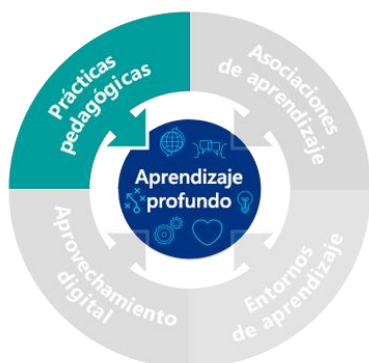 Prácticas
pedagógicas
Asociaciones
de aprendizaje
Aprendizaje
profundo
Aprovechamiento
digital
Entornos
de aprendizaje